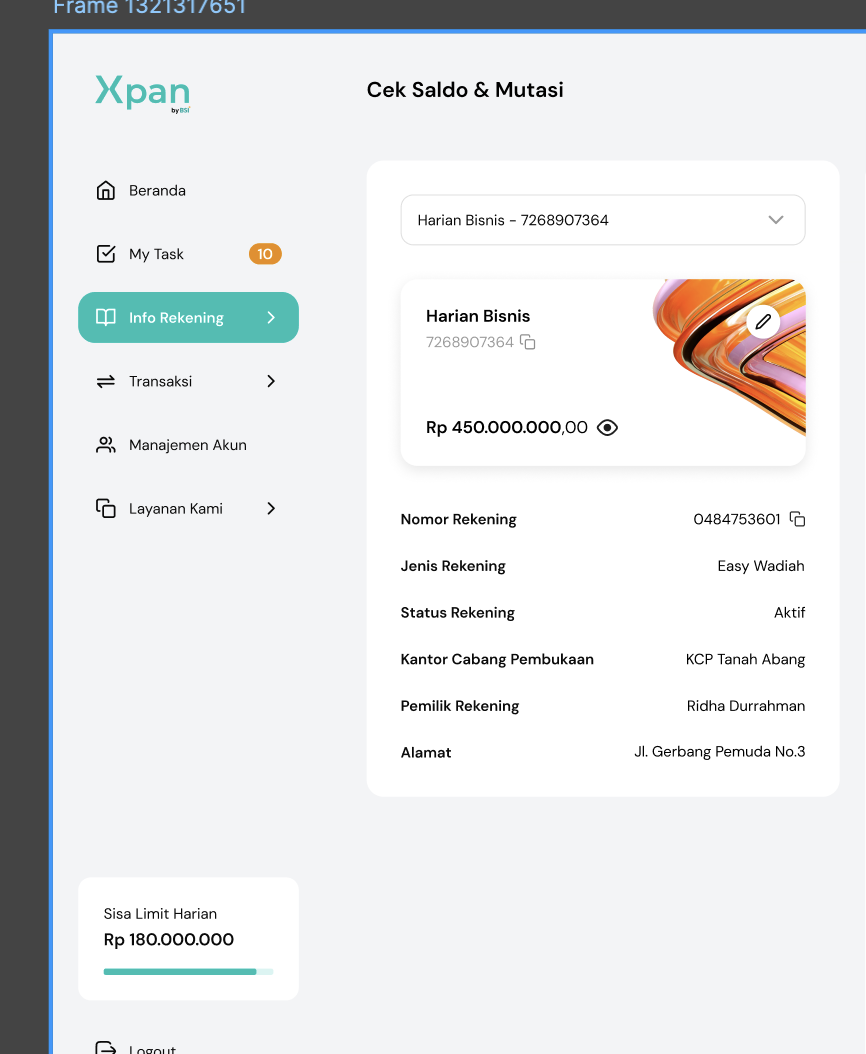 Frame 1321317651
Xpan
by BSI
Cek Saldo & Mutasi
Beranda
My Task 10
Info Rekening
Transaksi
Manajemen Akun
Layanan Kami
Harian Bisnis - 7268907364
Harian Bisnis
7268907364
Rp 450.000.000,00
Nomor Rekening 0484753601
Jenis Rekening Easy Wadiah
Status Rekening Aktif
Kantor Cabang Pembukaan KCP Tanah Abang
Pemilik Rekening Ridha Durrahman
Alamat Jl. Gerbang Pemuda No.3
Sisa Limit Harian
Rp 180.000.000
Logout